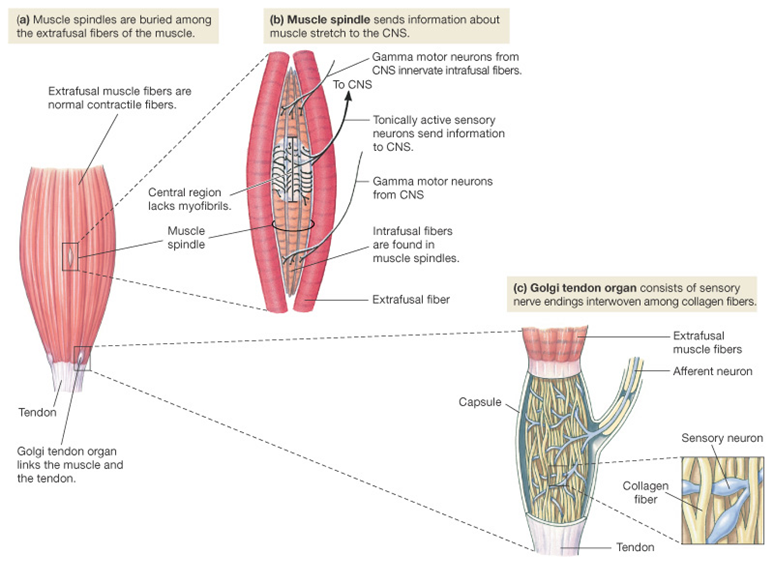 (a) Muscle spindles are buried among
the extrafusal fibers of the muscle.
Extrafusal muscle fibers are
normal contractile fibers.
Muscle
spindle
Tendon
Golgi tendon organ
links the muscle and
the tendon.
(b) Muscle spindle sends information about
muscle stretch to the CNS.
Gamma motor neurons from
CNS innervate intrafusal fibers.
To CNS
Tonically active sensory
neurons send information
to CNS.
Central region
lacks myofibrils.
Gamma motor neurons
from CNS
Intrafusal fibers
are found in
muscle spindles.
Extrafusal fiber
(c) Golgi tendon organ consists of sensory
nerve endings interwoven among collagen fibers.
Extrafusal
muscle fibers
Afferent neuron
Capsule
Sensory neuron
Collagen
fiber
Tendon